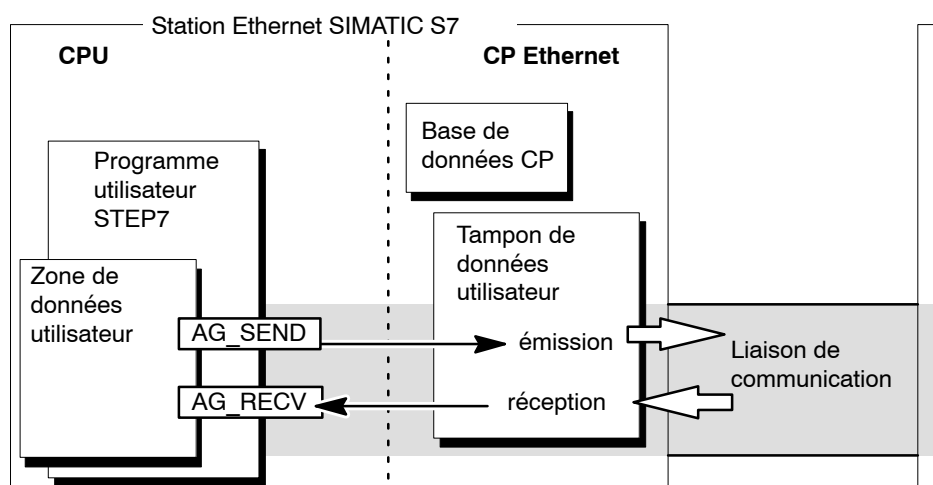 Station Ethernet SIMATIC S7
CPU
CP Ethernet
Base de
données CP
Programme
utilisateur
STEP7
Zone de
données
utilisateur
Tampon de
données
utilisateur
AG_SEND
émission
AG_RECV
réception
Liaison de
communication